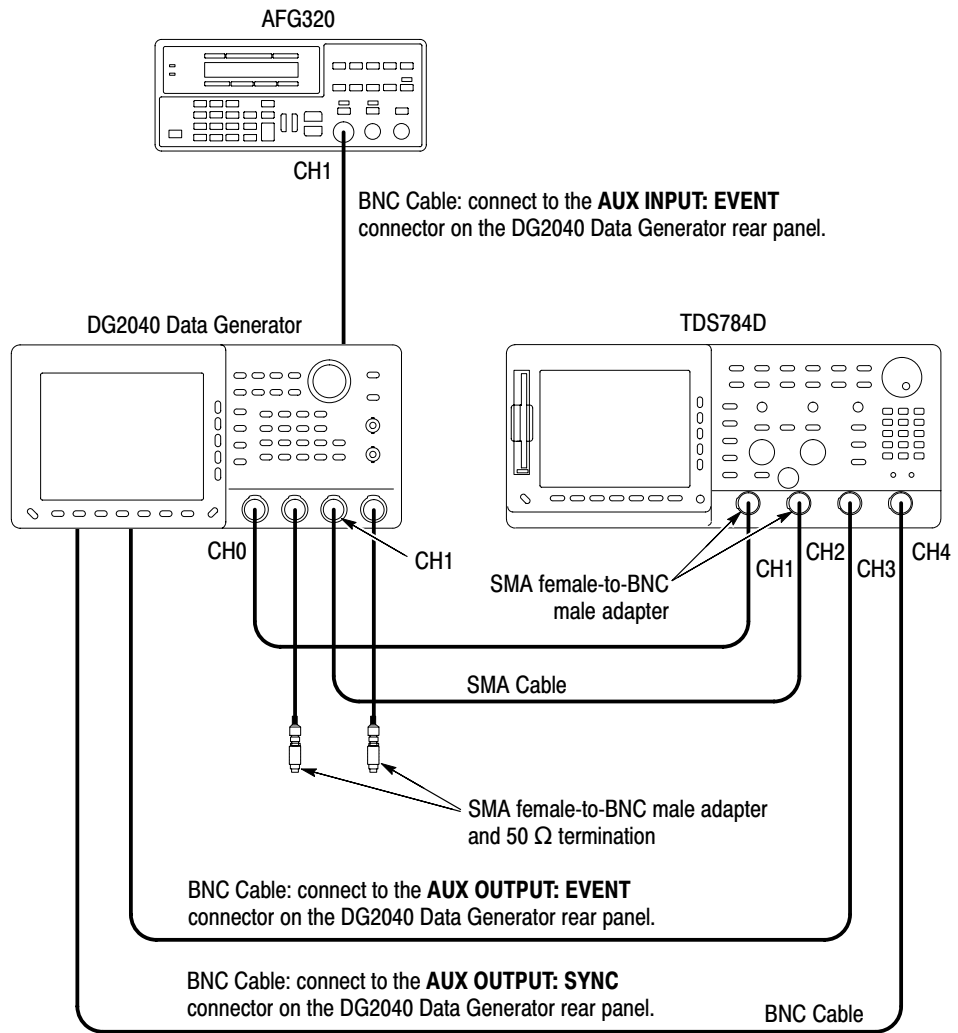 AFG320
CH1
BNC Cable: connect to the AUX INPUT: EVENT
connector on the DG2040 Data Generator rear panel.
DG2040 Data Generator
TDS784D
CH0
CH1
SMA female-to-BNC
male adapter
CH1
CH2
CH3
CH4
SMA Cable
SMA female-to-BNC male adapter
and 50 Ω termination
BNC Cable: connect to the AUX OUTPUT: EVENT
connector on the DG2040 Data Generator rear panel.
BNC Cable: connect to the AUX OUTPUT: SYNC
connector on the DG2040 Data Generator rear panel.
BNC Cable